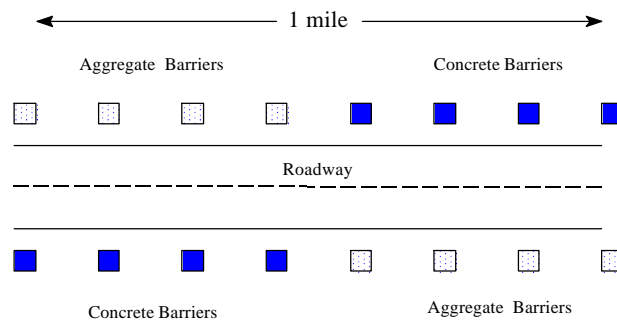 1 mile
Aggregate Barriers
Concrete Barriers
Roadway
Concrete Barriers
Aggregate Barriers